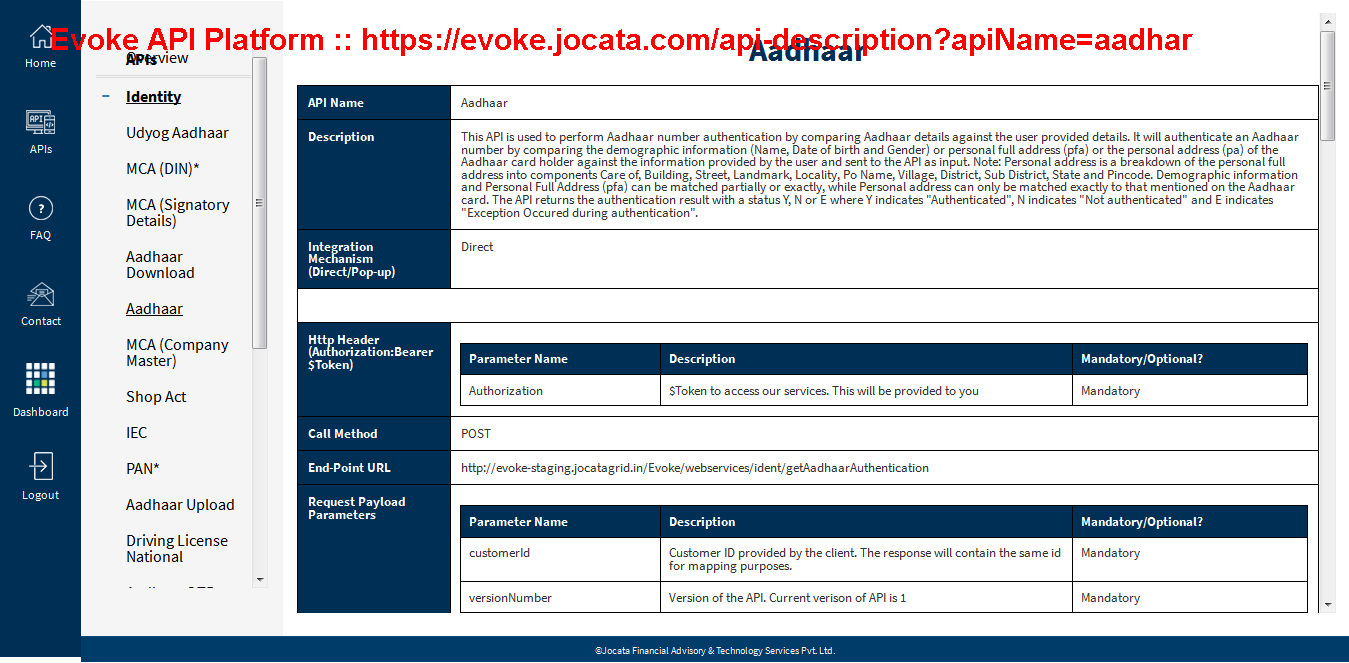 Evoke API Platform :: https://evoke.jocata.com/api-description?apiName=aadhar
Home
APIs
FAQ
Contact
Dashboard
Logout
Overview
APIs
Identity
Udyog Aadhaar
MCA (DIN)*
MCA (Signatory
Details)
Aadhaar
Download
Aadhaar
MCA (Company
Master)
Shop Act
IEC
PAN*
Aadhaar Upload
Driving License
National
Aadhaar
API Name
Aadhaar
Description
This API is used to perform Aadhaar number authentication by comparing Aadhaar details against the user provided details. It will authenticate an Aadhaar
number by comparing the demographic information (Name, Date of birth and Gender) or personal full address (pfa) or the personal address (pa) of the
Aadhaar card holder against the information provided by the user and sent to the API as input. Note: Personal address is a breakdown of the personal full
address into components Care of, Building, Street, Landmark, Locality, Po Name, Village, District, Sub District, State and Pincode. Demographic information
and Personal Full Address (pfa) can be matched partially or exactly, while Personal address can only be matched exactly to that mentioned on the Aadhaar
card. The API returns the authentication result with a status Y, N or E where Y indicates "Authenticated", N indicates "Not authenticated" and E indicates
"Exception Occured during authentication".
Integration
Mechanism
(Direct/Pop-up)
Direct
Http Header
(Authorization:Bearer
$Token)
Parameter Name Description Mandatory/Optional?
Authorization $Token to access our services. This will be provided to you Mandatory
Call Method
POST
End-Point URL
http://evoke-staging.jocatagrid.in/Evoke/webservices/ident/getAadhaarAuthentication
Request Payload
Parameters
Parameter Name Description Mandatory/Optional?
customerId Customer ID provided by the client. The response will contain the same id Mandatory
for mapping purposes.
versionNumber Version of the API. Current verison of API is 1 Mandatory
©Jocata Financial Advisory & Technology Services Pvt. Ltd.
API